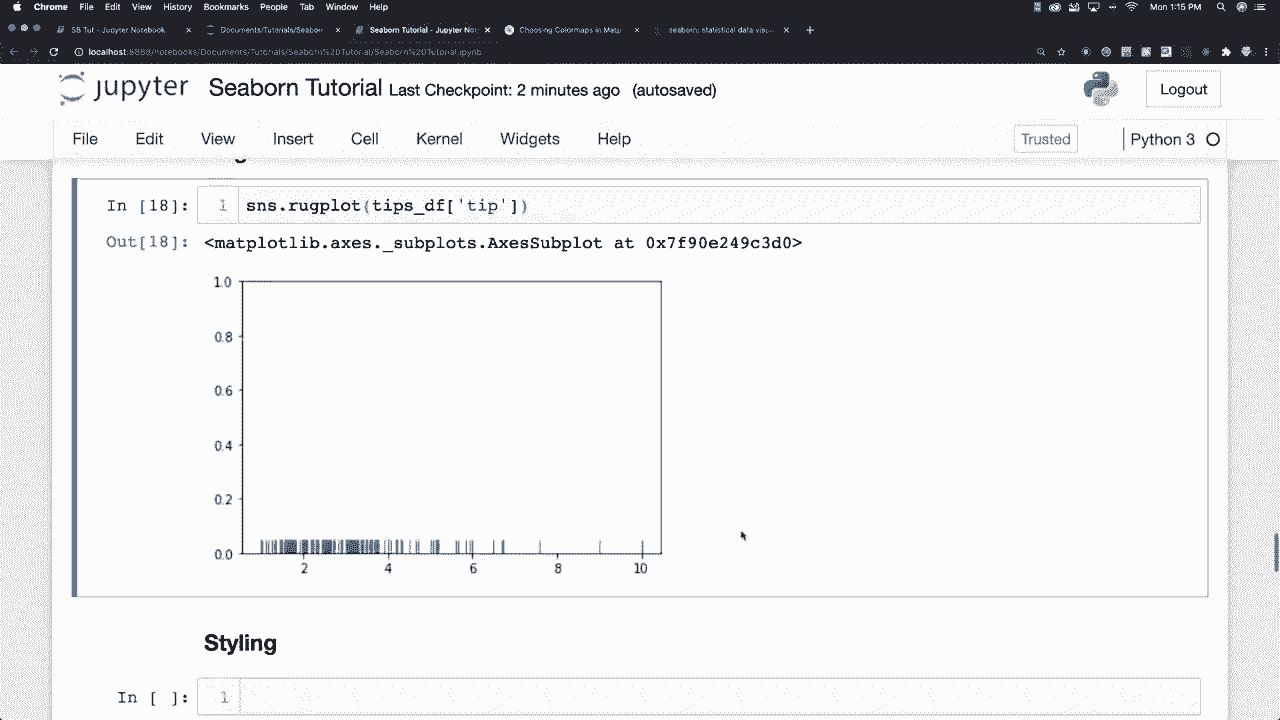 Chrome File Edit View History Bookmarks People Tab Window Help Mon 1:15 PM
SB Tut - Jupyter Notebook Documents/Tutorials/Seaborn Seaborn Tutorial - Jupyter Not Choosing Colormaps in Matp seaborn: statistical data visu
localhost:8888/notebooks/Documents/Tutorials/Seaborn%20Tutorial/Seaborn%20Tutorial.ipynb
jupyter Seaborn Tutorial Last Checkpoint: 2 minutes ago (autosaved) Logout
File Edit View Insert Cell Kernel Widgets Help Trusted Python 3
In [18]: 1 sns.rugplot(tips_df['tip'])
Out[18]: <matplotlib.axes._subplots.AxesSubplot at 0x7f90e249c3d0>
1.0
0.8
0.6
0.4
0.2
0.0
2 4 6 8 10
Styling
In [ ]: 1